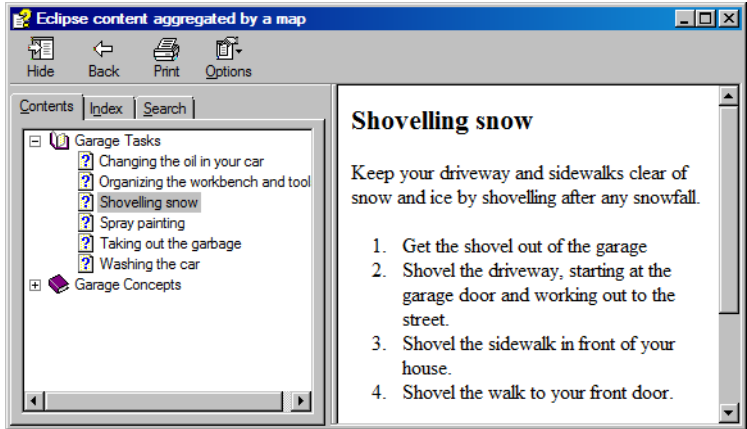 Eclipse content aggregated by a map
Hide Back Print Options
Contents Index Search
Garage Tasks
Changing the oil in your car
Organizing the workbench and tool
Shovelling snow
Spray painting
Taking out the garbage
Washing the car
Garage Concepts
Shovelling snow
Keep your driveway and sidewalks clear of
snow and ice by shovelling after any snowfall.
1. Get the shovel out of the garage
2. Shovel the driveway, starting at the
garage door and working out to the
street.
3. Shovel the sidewalk in front of your
house.
4. Shovel the walk to your front door.